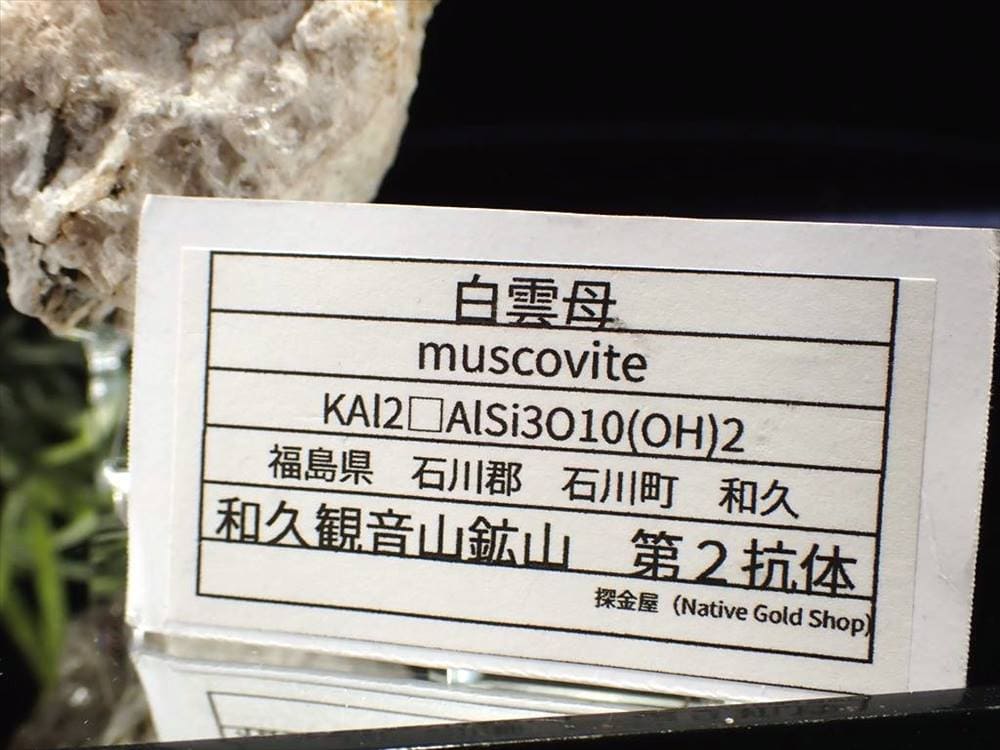 白雲母
muscovite
KAl2□AlSi3O10(OH)2
福島県　石川郡　石川町　和久
和久観音山鉱山　第２抗体
探金屋（Native Gold Shop)